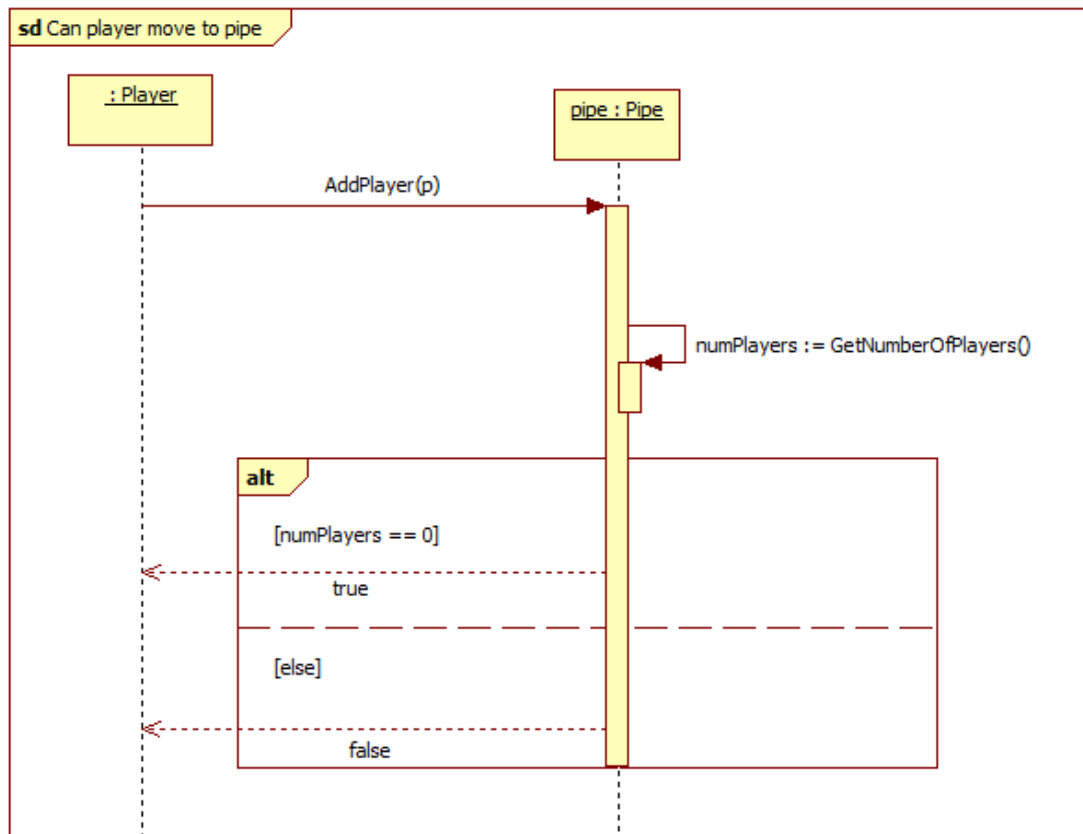 sd Can player move to pipe
: Player
pipe : Pipe
AddPlayer(p)
numPlayers := GetNumberOfPlayers()
alt
[numPlayers == 0]
true
[else]
false